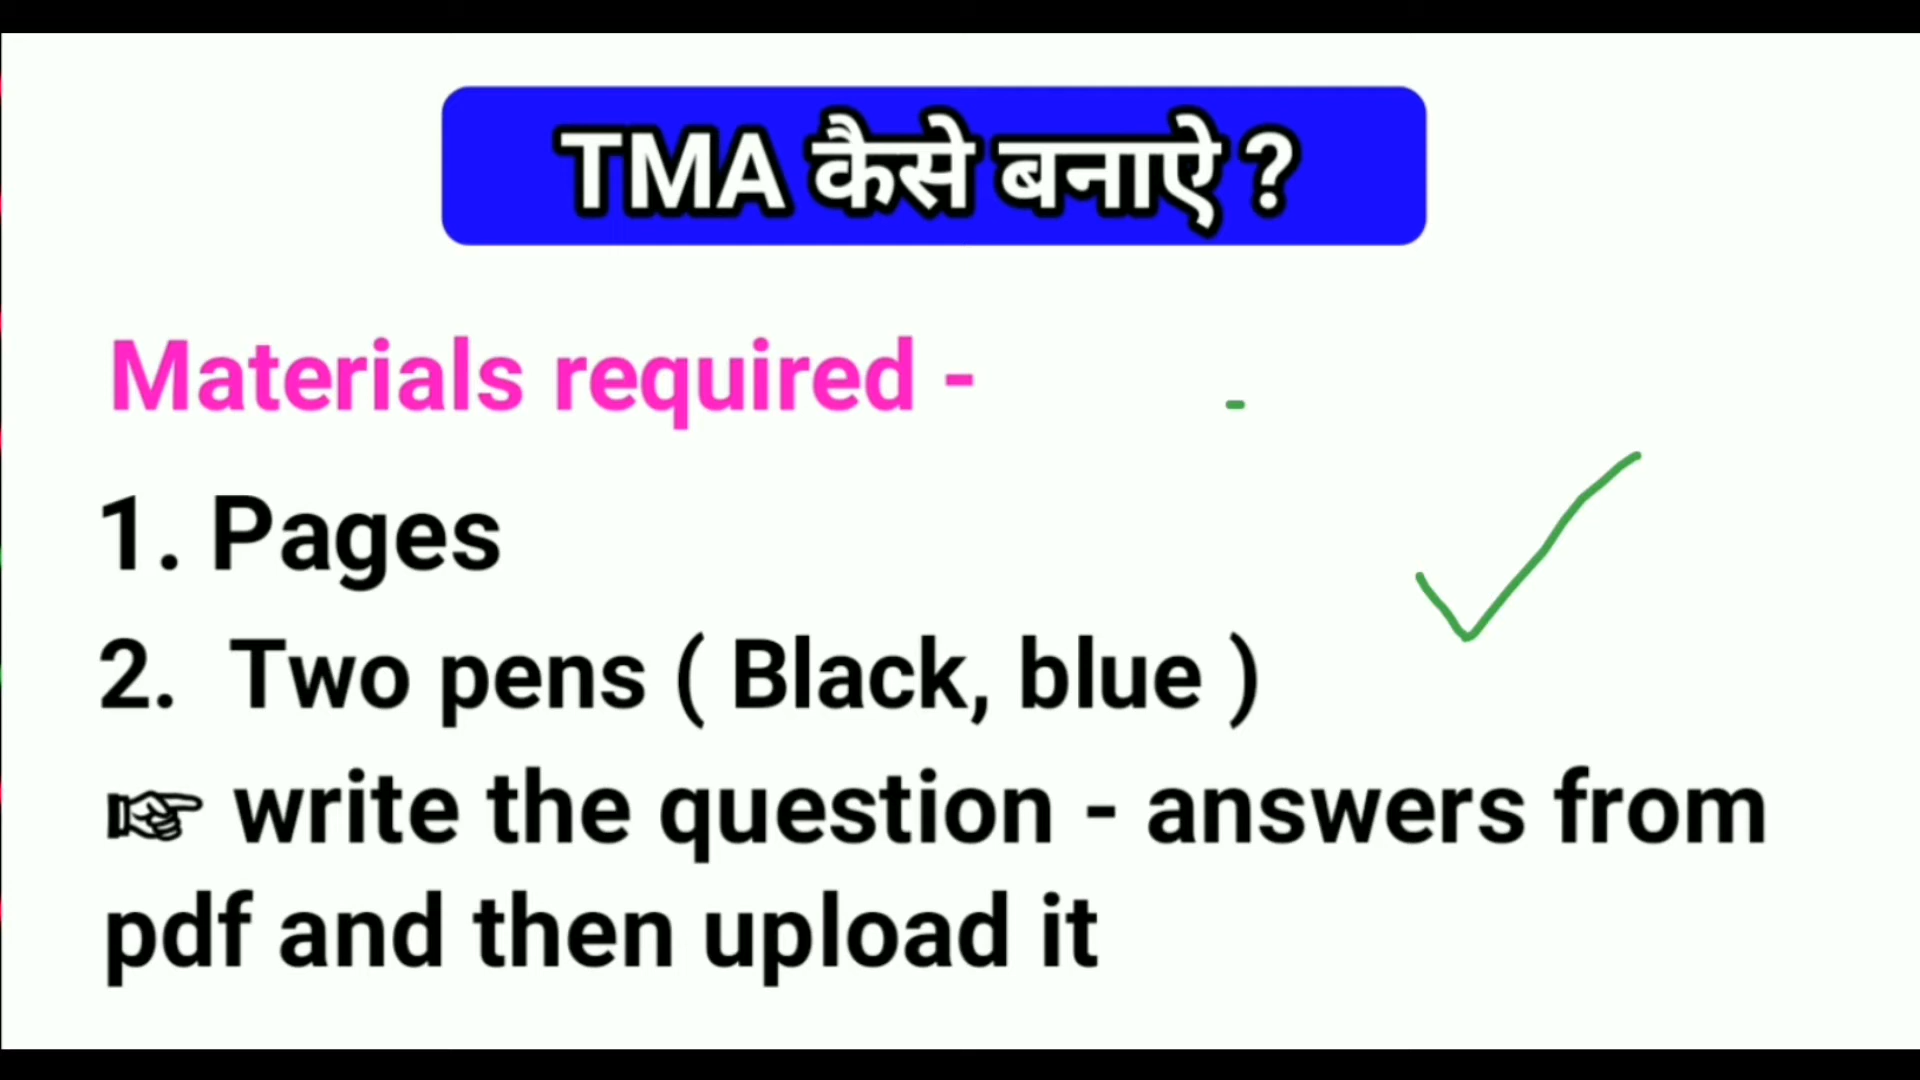 TMA कैसे बनाऐ ?
Materials required -
1. Pages
2. Two pens ( Black, blue )
☞ write the question - answers from
pdf and then upload it